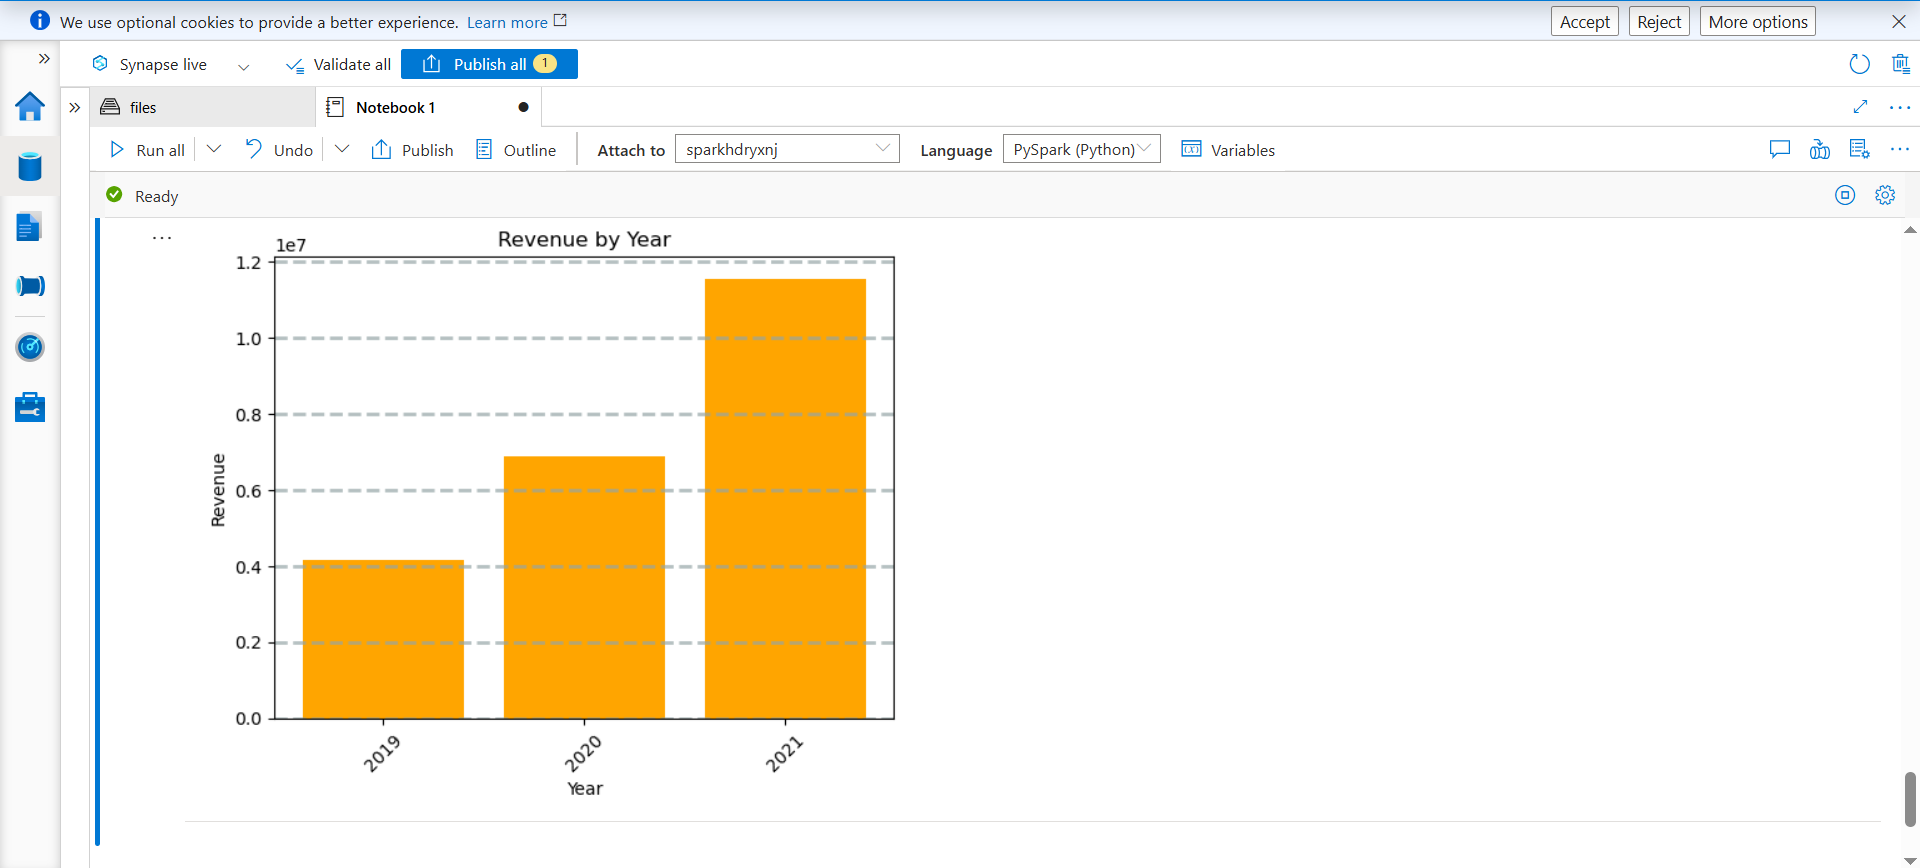 We use optional cookies to provide a better experience. Learn more
Accept
Reject
More options
Synapse live
Validate all
Publish all 1
files
Notebook 1
Run all
Undo
Publish
Outline
Attach to
sparkhdryxnj
Language
PySpark (Python)
Variables
Ready
1e7
Revenue by Year
1.2
1.0
0.8
0.6
0.4
0.2
0.0
Revenue
2019
2020
2021
Year